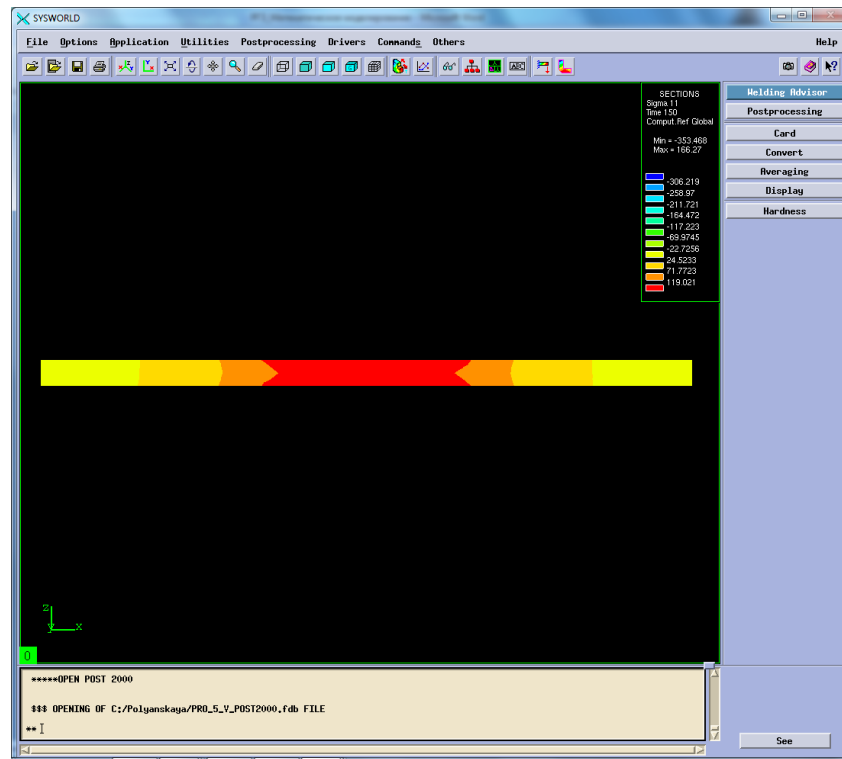 SYSWORLD
File Options Application Utilities Postprocessing Drivers Commands Others Help
SECTIONS
Sigma 11
Time 150
Comput.Ref Global
Min = -353.468
Max = 166.27
-306.219
-258.97
-211.721
-164.472
-117.223
-69.9745
-22.7256
24.5233
71.7723
119.021
Welding Advisor
Postprocessing
Card
Convert
Averaging
Display
Hardness
z
y x
0
*****OPEN POST 2000
$$$ OPENING OF C:/Polyanskaya/PRO_5_V_POST2000.fdb FILE
**
See